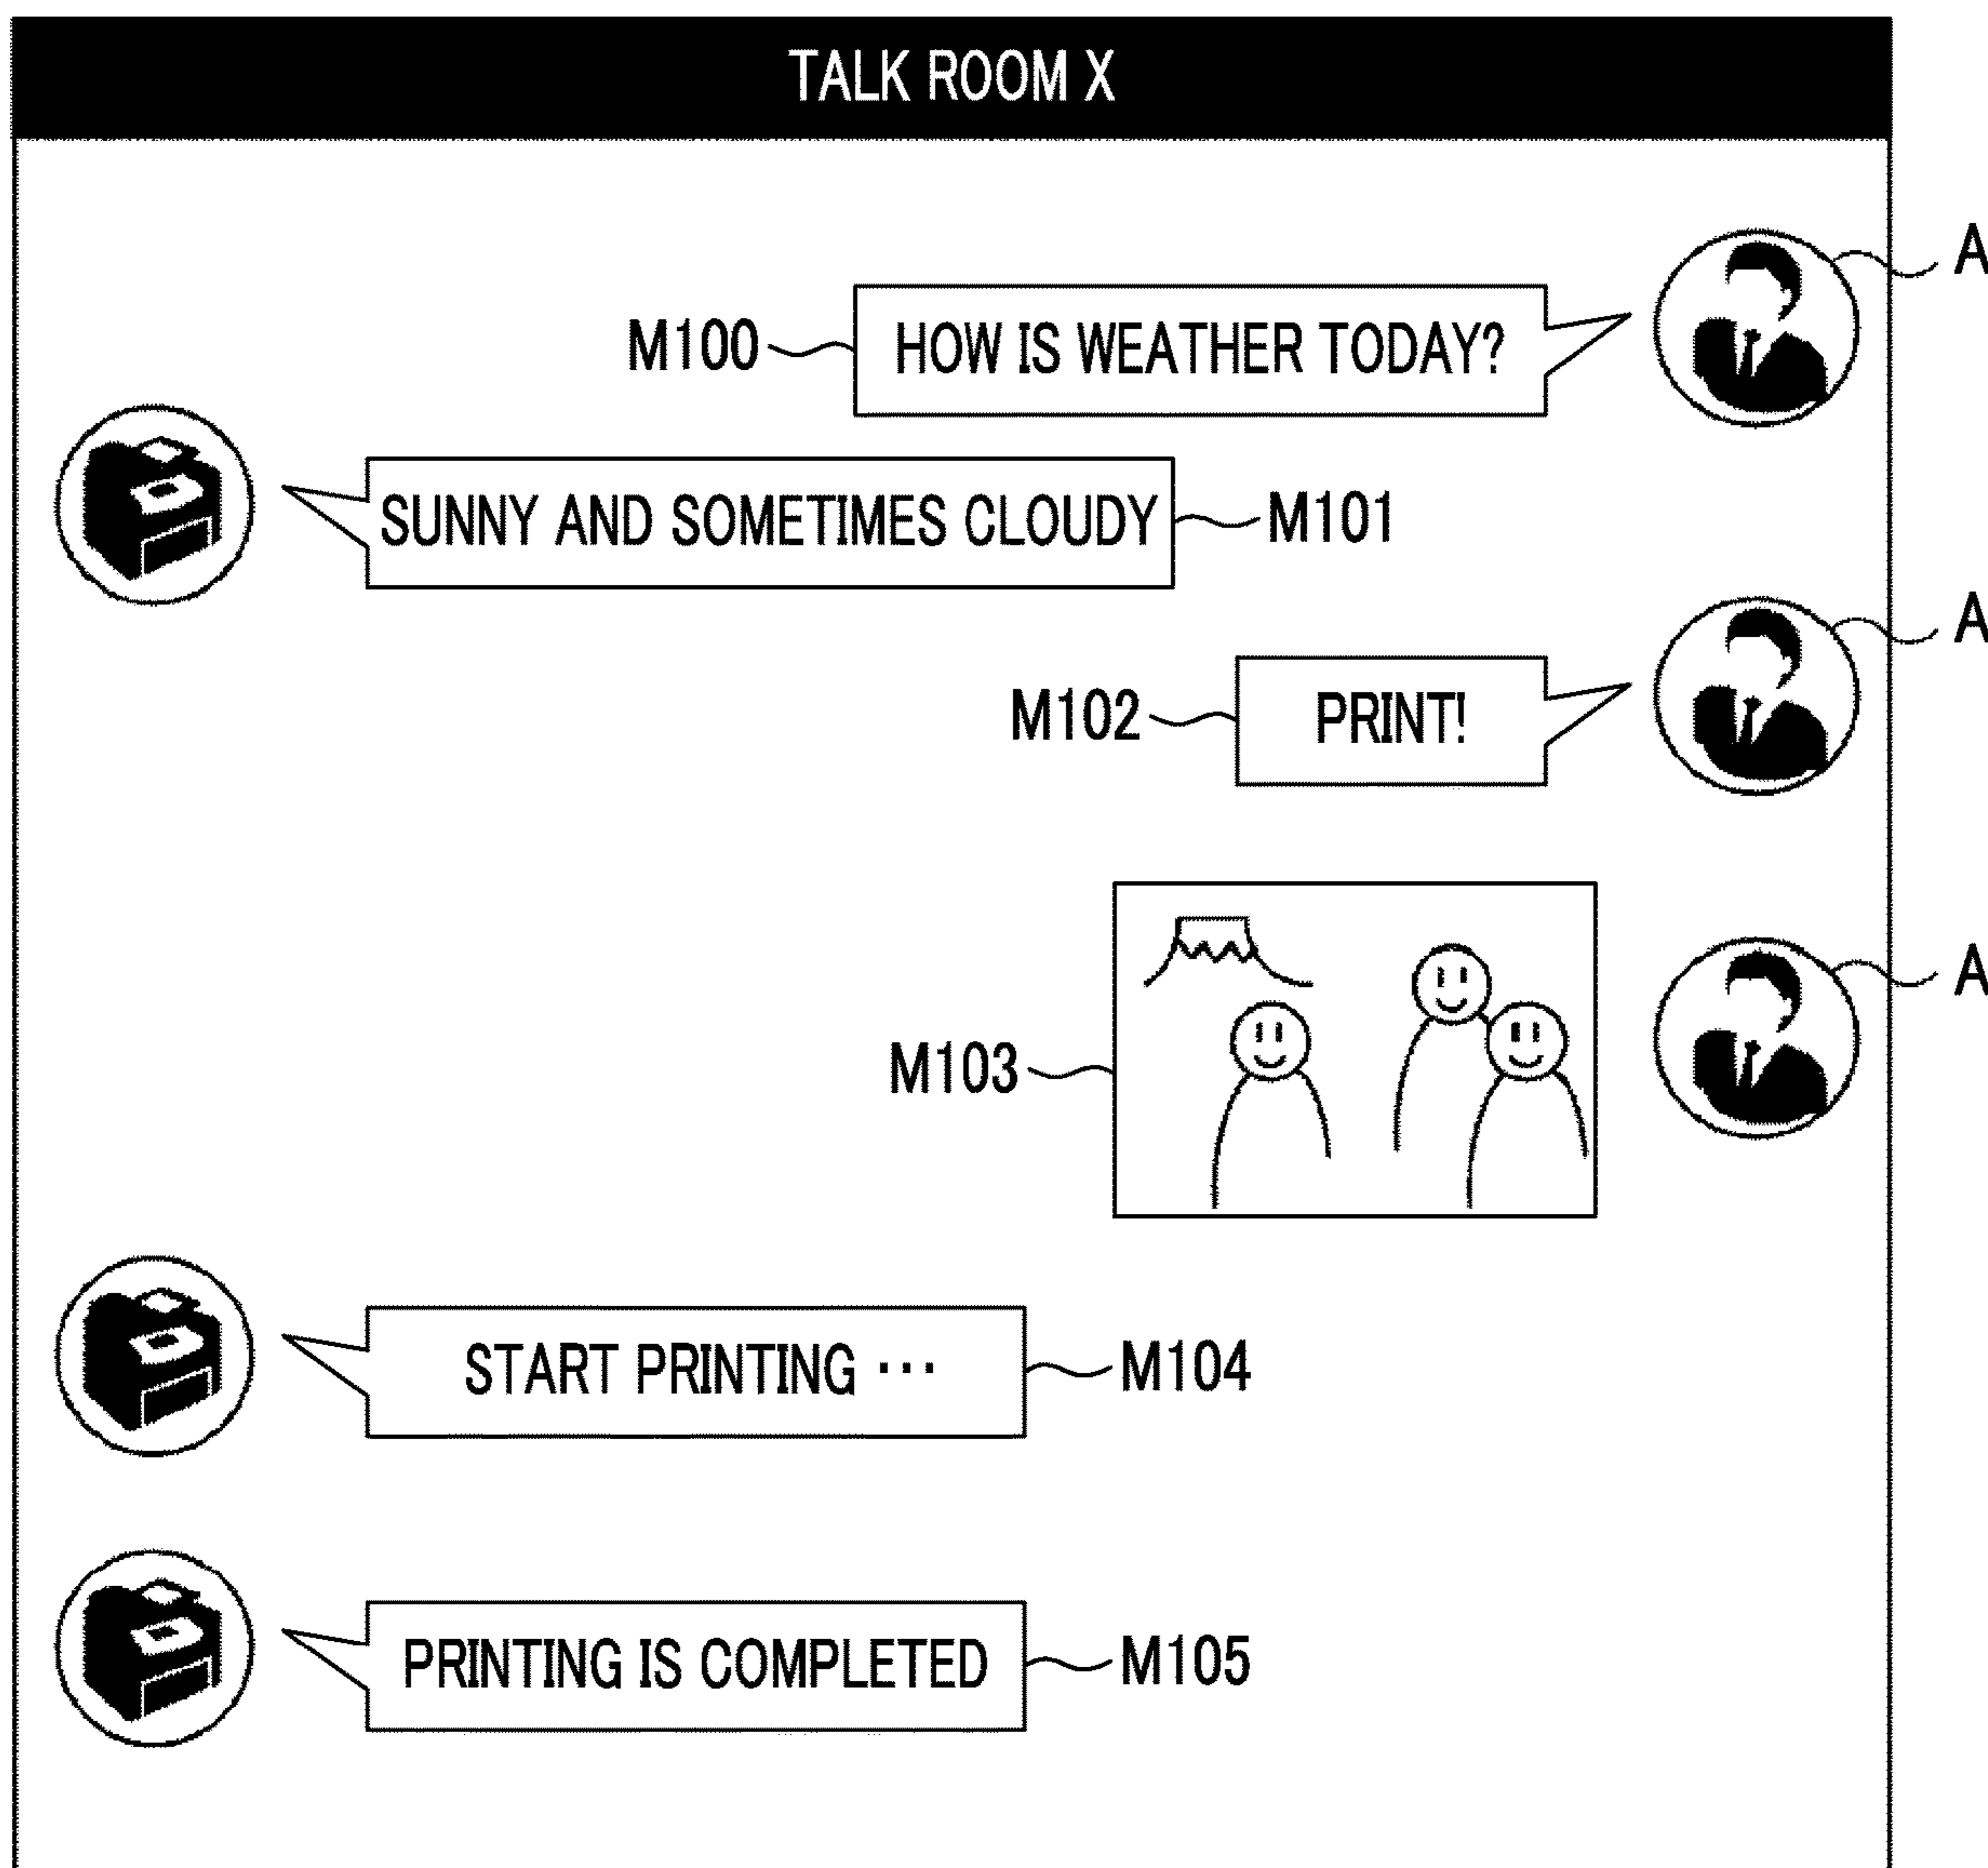 TALK ROOM X
A
M100 HOW IS WEATHER TODAY?
SUNNY AND SOMETIMES CLOUDY M101
A
M102 PRINT!
A
M103
START PRINTING ··· M104
PRINTING IS COMPLETED M105